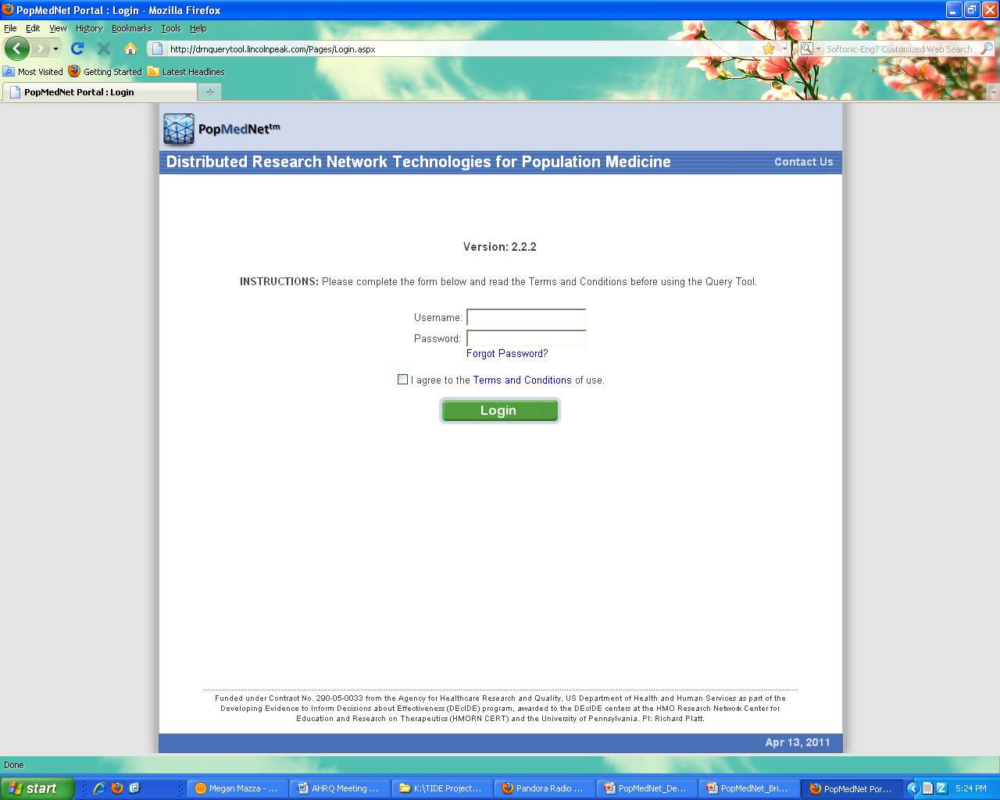 PopMedNet Portal : Login - Mozilla Firefox
File Edit View History Bookmarks Tools Help
http://drnquerytool.lincolnpeak.com/Pages/Login.aspx
Softonic-Eng7 Customized Web Search
Most Visited Getting Started Latest Headlines
PopMedNet Portal : Login
PopMedNet™
Distributed Research Network Technologies for Population Medicine Contact Us
Version: 2.2.2
INSTRUCTIONS: Please complete the form below and read the Terms and Conditions before using the Query Tool.
Username:
Password:
Forgot Password?
I agree to the Terms and Conditions of use.
Login
Funded under Contract No. 290-05-0033 from the Agency for Healthcare Research and Quality, US Department of Health and Human Services as part of the
Developing Evidence to Inform Decisions about Effectiveness (DEcIDE) program, awarded to the DEcIDE centers at the HMO Research Network Center for
Education and Research on Therapeutics (HMORN CERT) and the University of Pennsylvania. PI: Richard Platt.
Apr 13, 2011
Done
start Megan Mazza - ... AHRQ Meeting ... K:\TIDE Project... Pandora Radio ... PopMedNet_De... PopMedNet_Bri... PopMedNet Por... 5:24 PM